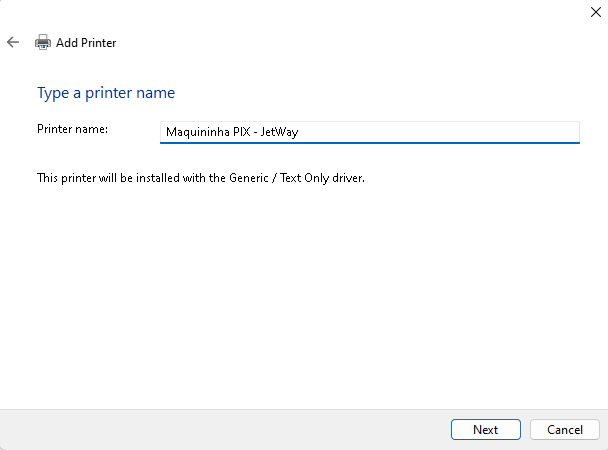 Add Printer
Type a printer name
Printer name: Maquininha PIX - JetWay
This printer will be installed with the Generic / Text Only driver.
Next Cancel